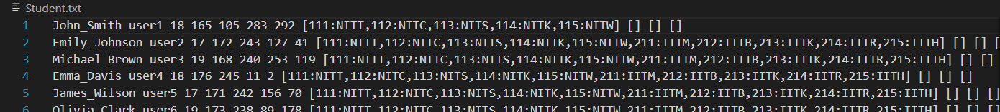 Student.txt
1 John_Smith user1 18 165 105 283 292 [111:NITT,112:NITC,113:NITS,114:NITK,115:NITW] [] [] []
2 Emily_Johnson user2 17 172 243 127 41 [111:NITT,112:NITC,113:NITS,114:NITK,115:NITW,211:IITM,212:IITB,213:IITK,214:IITR,215:IITH] [] [] [
3 Michael_Brown user3 19 168 240 253 119 [111:NITT,112:NITC,113:NITS,114:NITK,115:NITW,211:IITM,212:IITB,213:IITK,214:IITR,215:IITH] [] []
4 Emma_Davis user4 18 176 245 11 2 [111:NITT,112:NITC,113:NITS,114:NITK,115:NITW,211:IITM,212:IITB,213:IITK,214:IITR,215:IITH] [] [] []
5 James_Wilson user5 17 171 242 156 70 [111:NITT,112:NITC,113:NITS,114:NITK,115:NITW,211:IITM,212:IITB,213:IITK,214:IITR,215:IITH] [] [] []
6 Olivia_Clark user6 19 173 238 89 178 [111:NITT,112:NITC,113:NITS,114:NITK,115:NITW,211:IITM,212:IITB,213:IITK,214:IITR,215:IITH] [] [] []